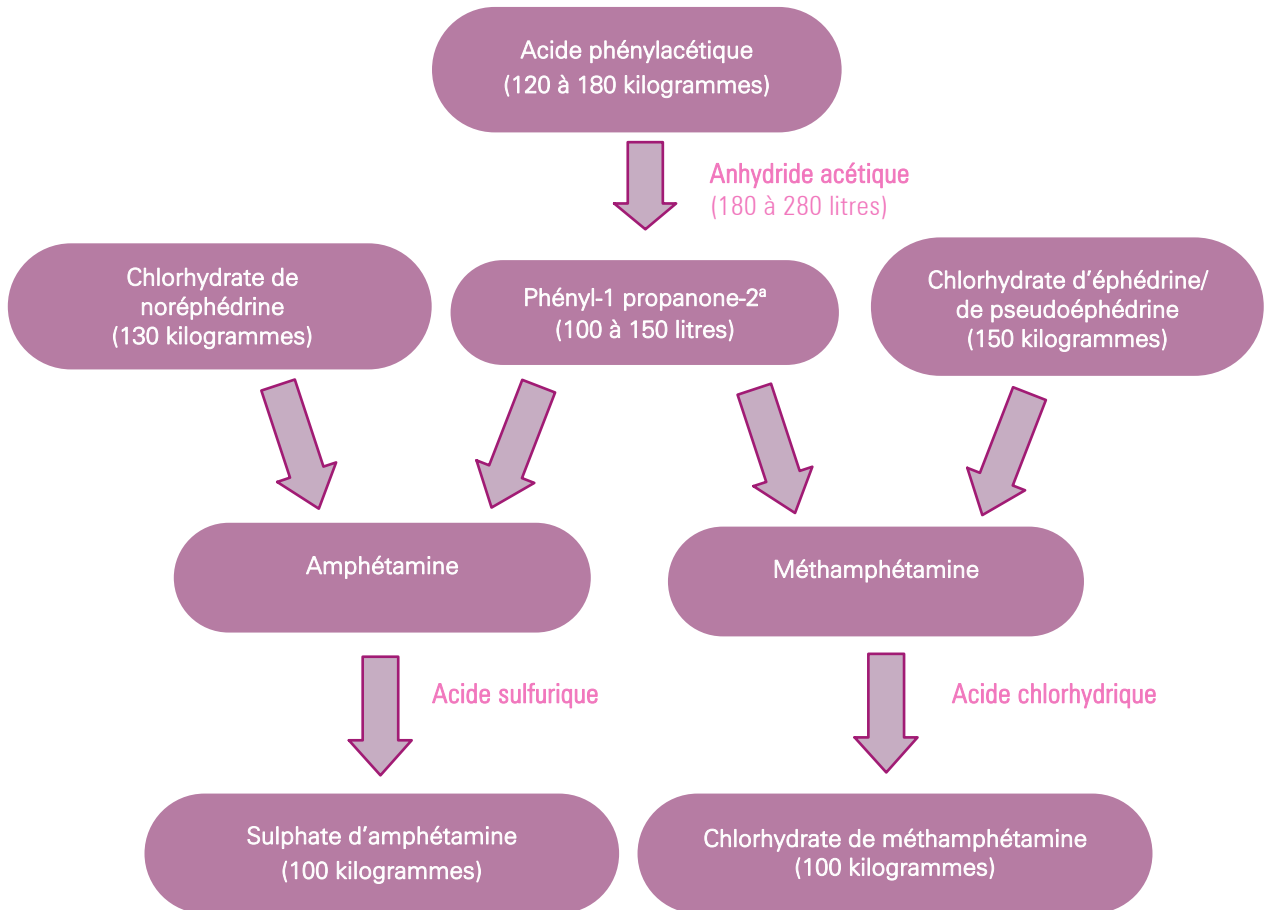 Acide phénylacétique
(120 à 180 kilogrammes)
Anhydride acétique
(180 à 280 litres)
Chlorhydrate de
noréphédrine
(130 kilogrammes)
Phényl-1 propanone-2ª
(100 à 150 litres)
Chlorhydrate d’éphédrine/
de pseudoéphédrine
(150 kilogrammes)
Amphétamine
Méthamphétamine
Acide sulfurique
Acide chlorhydrique
Sulphate d’amphétamine
(100 kilogrammes)
Chlorhydrate de méthamphétamine
(100 kilogrammes)